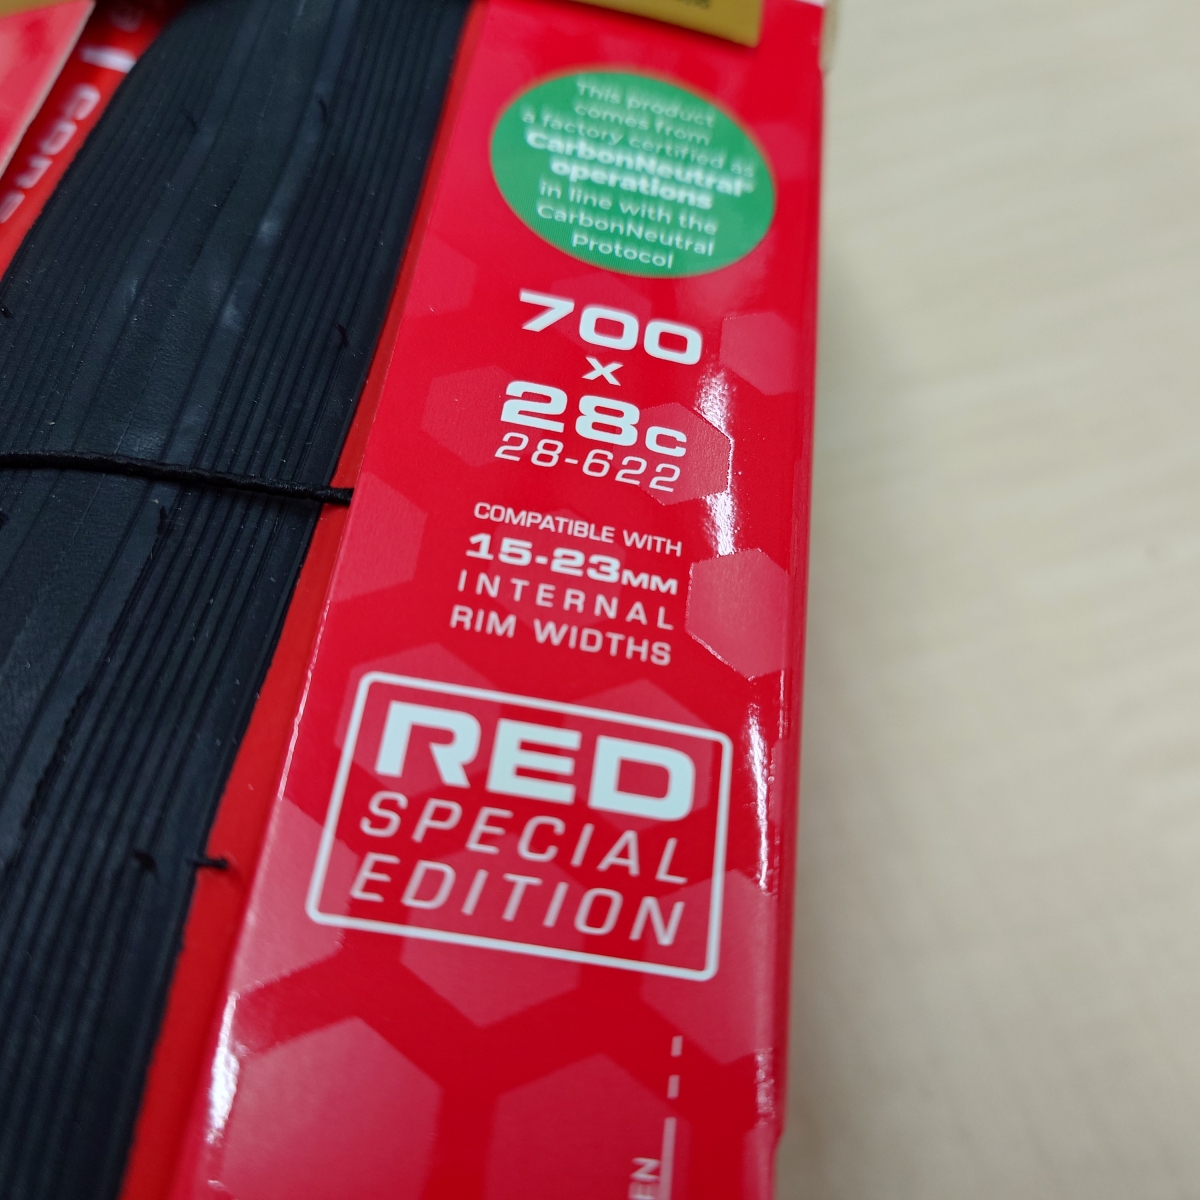 This product
comes from
a factory certified as
CarbonNeutral®
operations
in line with the
CarbonNeutral
protocol
700
x
28c
28-622
COMPATIBLE WITH
15-23MM
INTERNAL
RIM WIDTHS
RED
SPECIAL
EDITION
EN